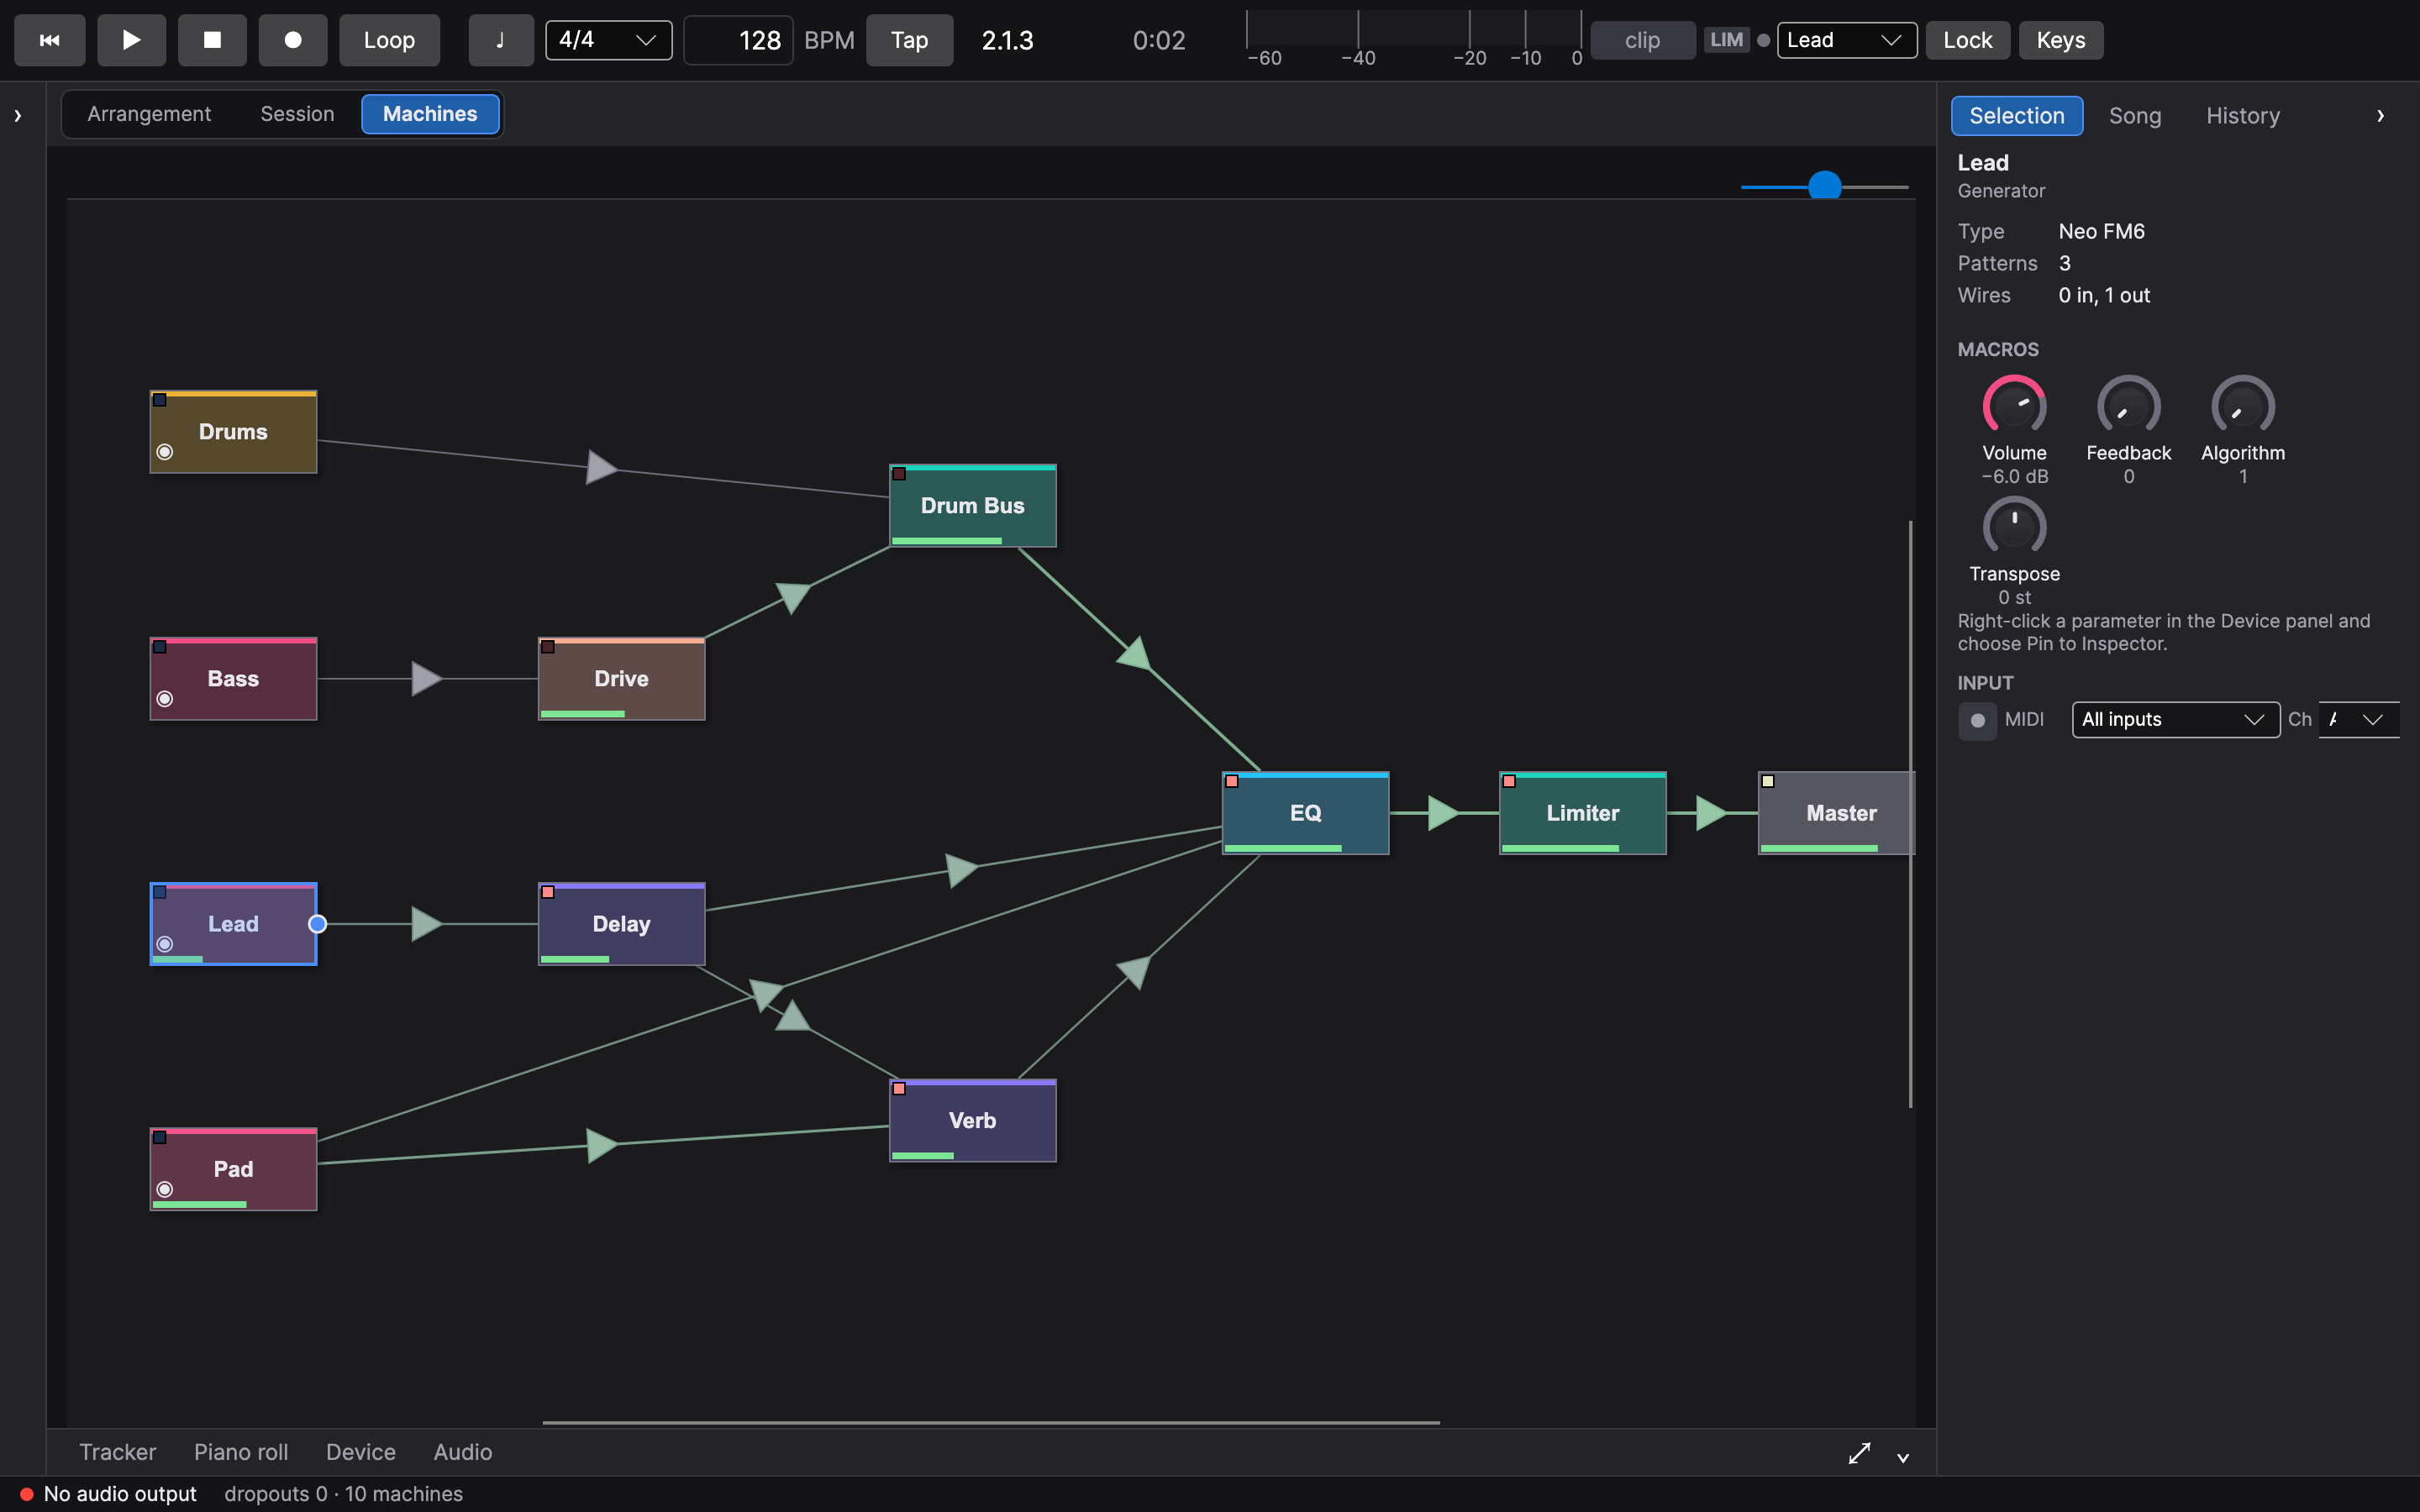 Loop
4/4
128 BPM
Tap
2.1.3
0:02
−60 −40 −20 −10 0
clip
LIM
Lead
Lock
Keys
Arrangement Session Machines
Selection Song History
Lead
Generator
Type Neo FM6
Patterns 3
Wires 0 in, 1 out
MACROS
Volume Feedback Algorithm
−6.0 dB 0 1
Transpose
0 st
Right-click a parameter in the Device panel and
choose Pin to Inspector.
INPUT
MIDI All inputs Ch
Drums
Drum Bus
Bass
Drive
EQ
Limiter
Master
Lead
Delay
Verb
Pad
Tracker Piano roll Device Audio
No audio output dropouts 0 · 10 machines